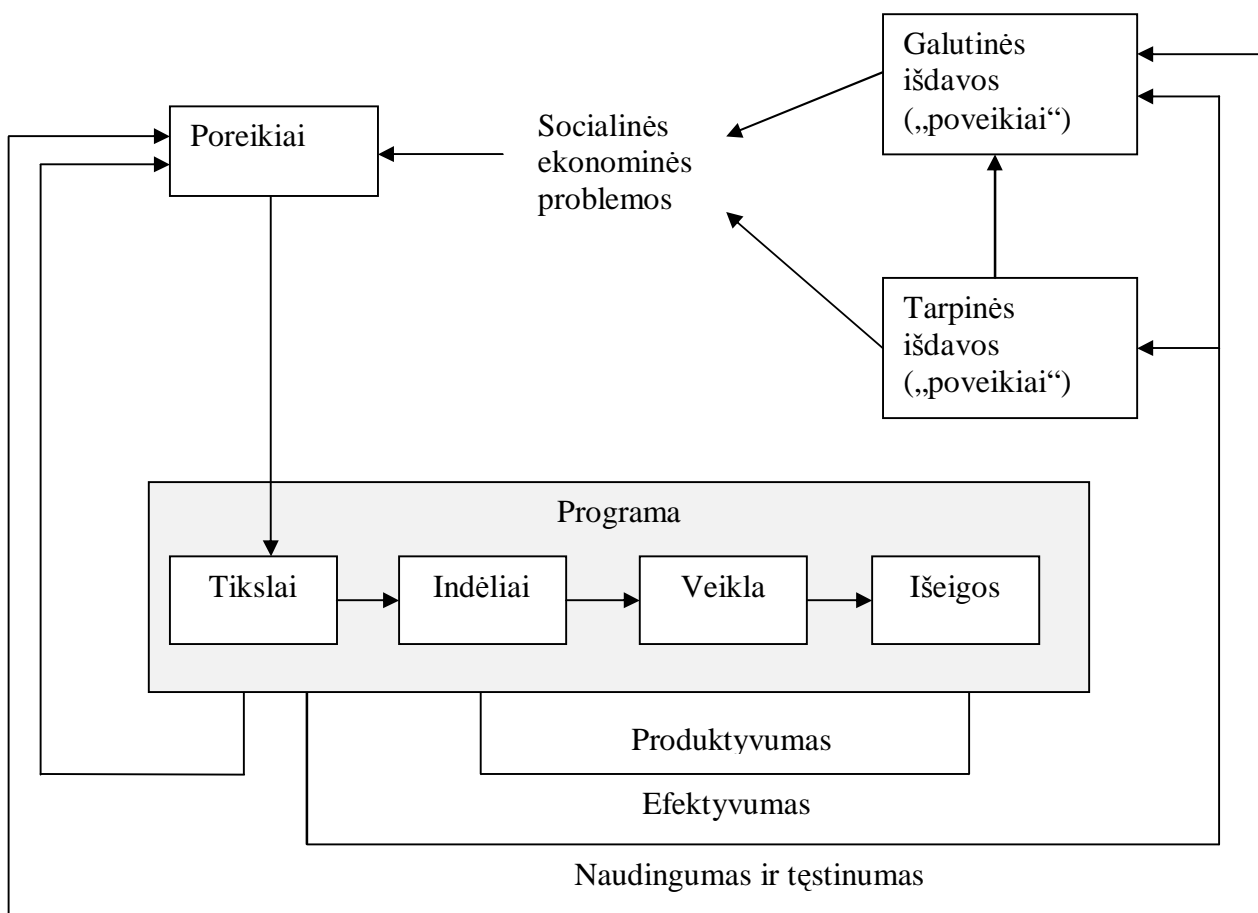 Galutinės
išdavos
(„poveikiai“)
Poreikiai
Socialinės
ekonominės
problemos
Tarpinės
išdavos
(„poveikiai“)
Programa
Tikslai
Indėliai
Veikla
Išeigos
Produktyvumas
Efektyvumas
Naudingumas ir tęstinumas